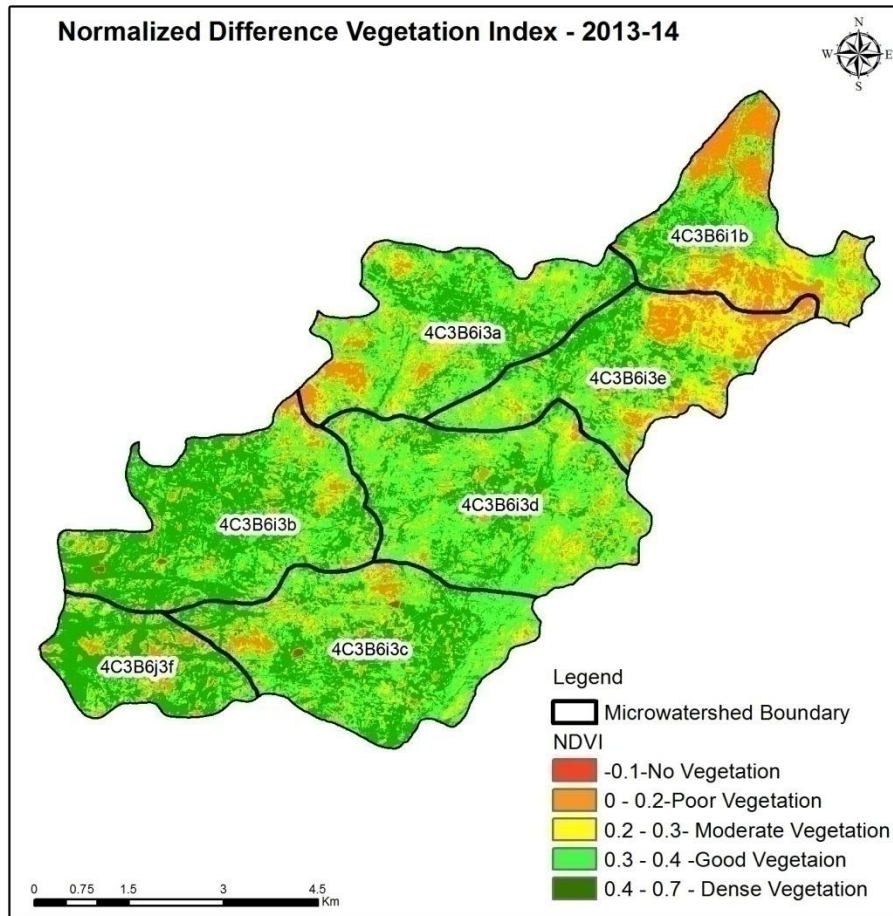 Normalized Difference Vegetation Index - 2013-14
N
W E
S
4C3B6i1b
4C3B6i3a
4C3B6i3e
4C3B6i3d
4C3B6i3b
4C3B6i3c
4C3B6j3f
Legend
Microwatershed Boundary
NDVI
-0.1-No Vegetation
0 - 0.2-Poor Vegetation
0.2 - 0.3- Moderate Vegetation
0.3 - 0.4 -Good Vegetaion
0.4 - 0.7 - Dense Vegetation
0 0.75 1.5 3 4.5
Km